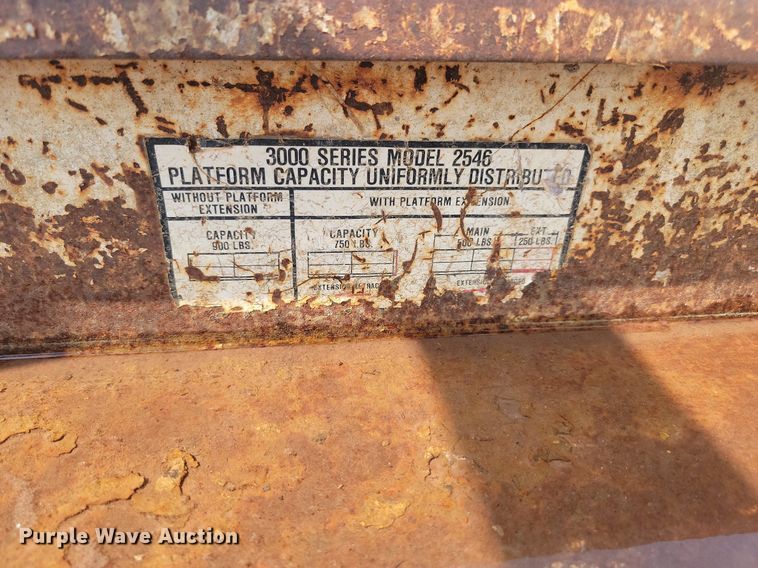 3000 SERIES MODEL 2546
PLATFORM CAPACITY UNIFORMLY
WITHOUT PLATFORM EXTENSION
WITH PLATFORM EXTENSION
CAPACITY
900 LBS.
CAPACITY
750 LBS.
MAIN
500 LBS.
EXT.
250 LBS.
Purple Wave Auction